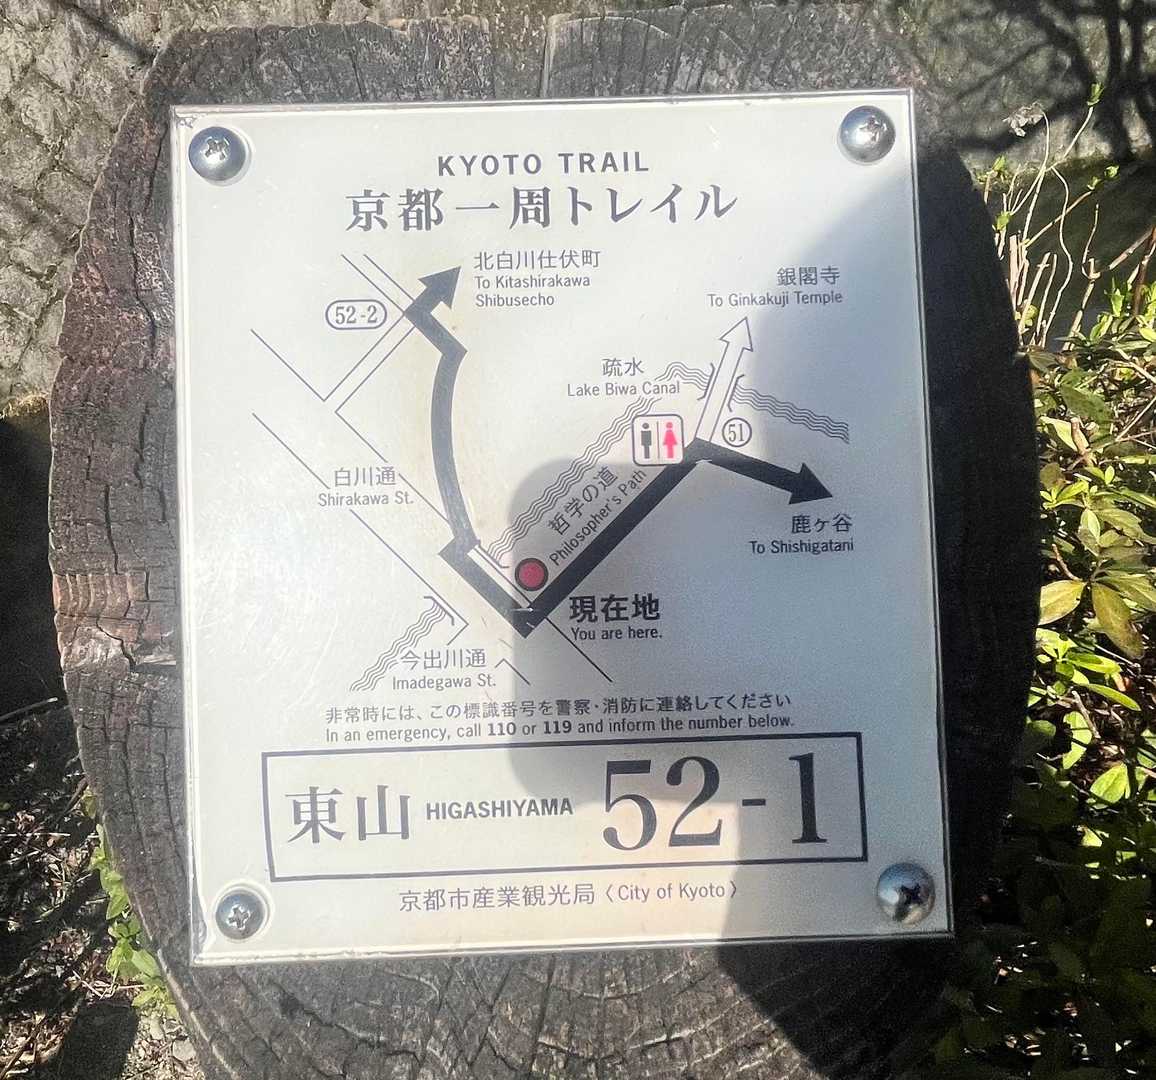 KYOTO TRAIL
京都一周トレイル
北白川仕伏町
To Kitashirakawa
Shibusecho
52-2
銀閣寺
To Ginkakuji Temple
疏水
Lake Biwa Canal
51
白川通
Shirakawa St.
哲学の道
Philosopher's Path
鹿ヶ谷
To Shishigatani
現在地
You are here.
今出川通
Imadegawa St.
非常時には、この標識番号を警察・消防に連絡してください
In an emergency, call 110 or 119 and inform the number below.
東山 HIGASHIYAMA 52-1
京都市産業観光局〈City of Kyoto〉